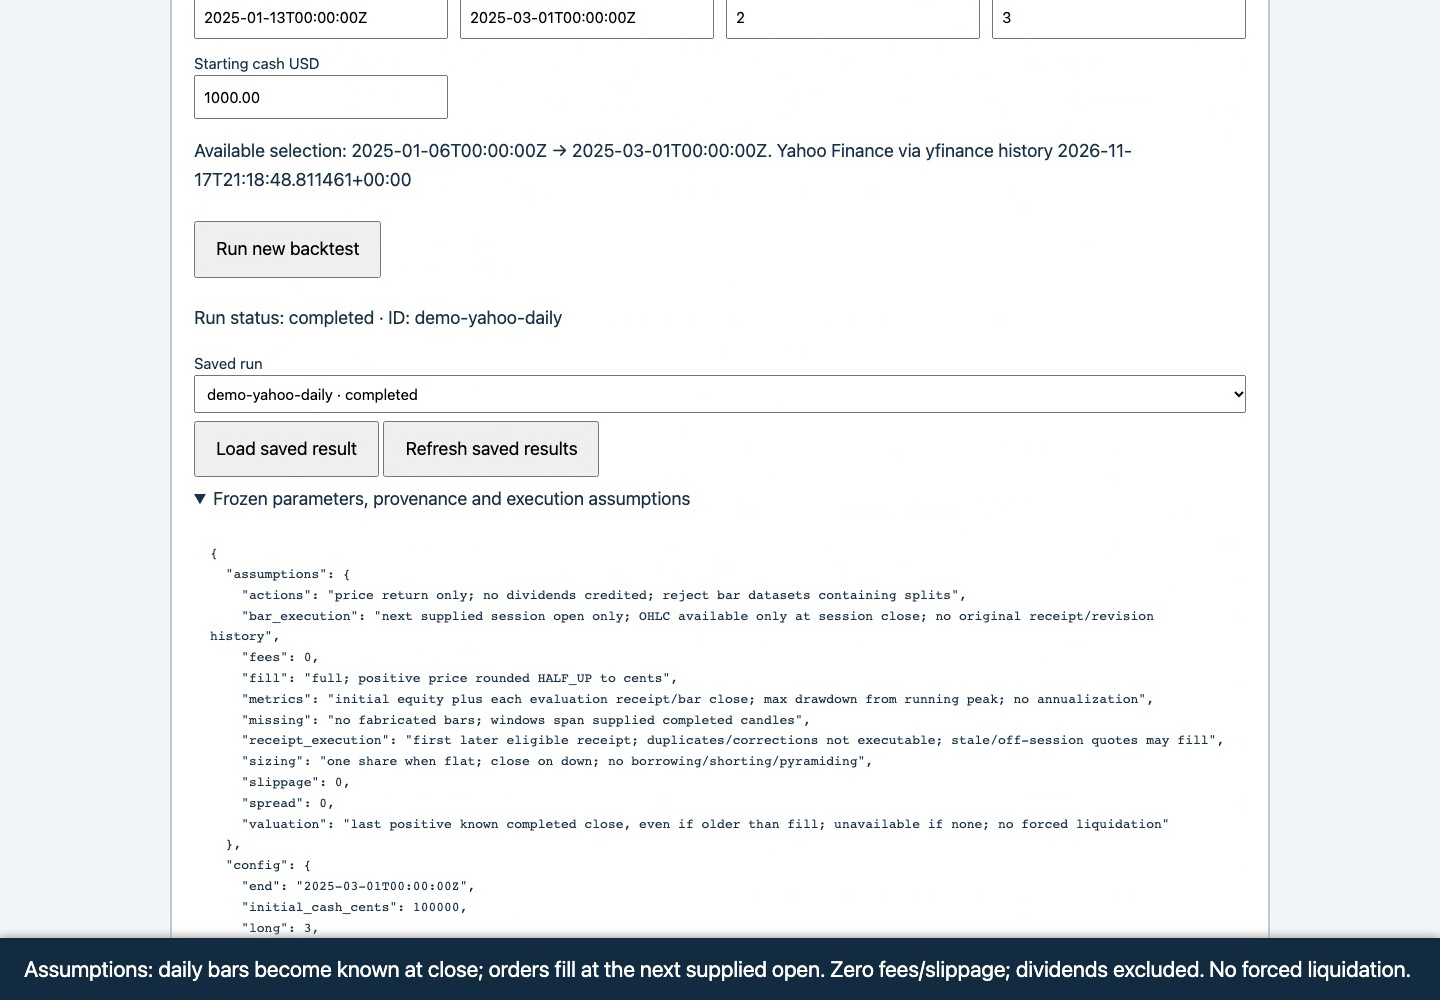 2025-01-13T00:00:00Z 2025-03-01T00:00:00Z 2 3
Starting cash USD
1000.00
Available selection: 2025-01-06T00:00:00Z → 2025-03-01T00:00:00Z. Yahoo Finance via yfinance history 2026-11-
17T21:18:48.811461+00:00
Run new backtest
Run status: completed · ID: demo-yahoo-daily
Saved run
demo-yahoo-daily · completed
Load saved result Refresh saved results
▼ Frozen parameters, provenance and execution assumptions
{
"assumptions": {
"actions": "price return only; no dividends credited; reject bar datasets containing splits",
"bar_execution": "next supplied session open only; OHLC available only at session close; no original receipt/revision
history",
"fees": 0,
"fill": "full; positive price rounded HALF_UP to cents",
"metrics": "initial equity plus each evaluation receipt/bar close; max drawdown from running peak; no annualization",
"missing": "no fabricated bars; windows span supplied completed candles",
"receipt_execution": "first later eligible receipt; duplicates/corrections not executable; stale/off-session quotes may fill",
"sizing": "one share when flat; close on down; no borrowing/shorting/pyramiding",
"slippage": 0,
"spread": 0,
"valuation": "last positive known completed close, even if older than fill; unavailable if none; no forced liquidation"
},
"config": {
"end": "2025-03-01T00:00:00Z",
"initial_cash_cents": 100000,
"long": 3,
Assumptions: daily bars become known at close; orders fill at the next supplied open. Zero fees/slippage; dividends excluded. No forced liquidation.